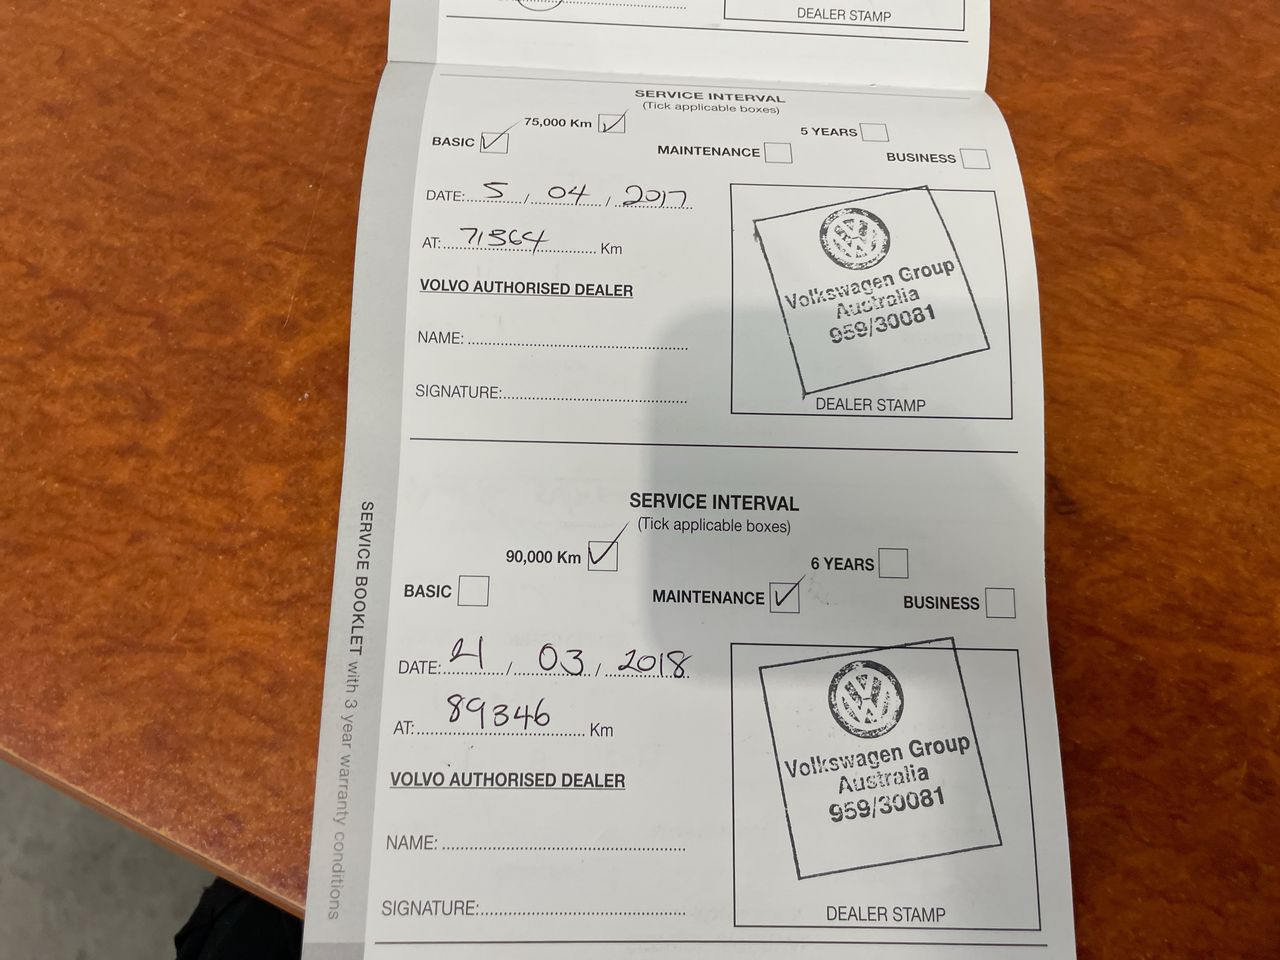 DEALER STAMP
SERVICE INTERVAL
(Tick applicable boxes)
75,000 Km
5 YEARS
BASIC
MAINTENANCE
BUSINESS
DATE: 5 / 04 / 2017
AT: 71364 Km
VOLVO AUTHORISED DEALER
NAME:
SIGNATURE:
Volkswagen Group
Australia
959/30081
DEALER STAMP
SERVICE INTERVAL
(Tick applicable boxes)
90,000 Km
6 YEARS
BASIC
MAINTENANCE
BUSINESS
DATE: 21 / 03 / 2018
AT: 89346 Km
VOLVO AUTHORISED DEALER
NAME:
SIGNATURE:
Volkswagen Group
Australia
959/30081
DEALER STAMP
SERVICE BOOKLET with 3 year warranty conditions